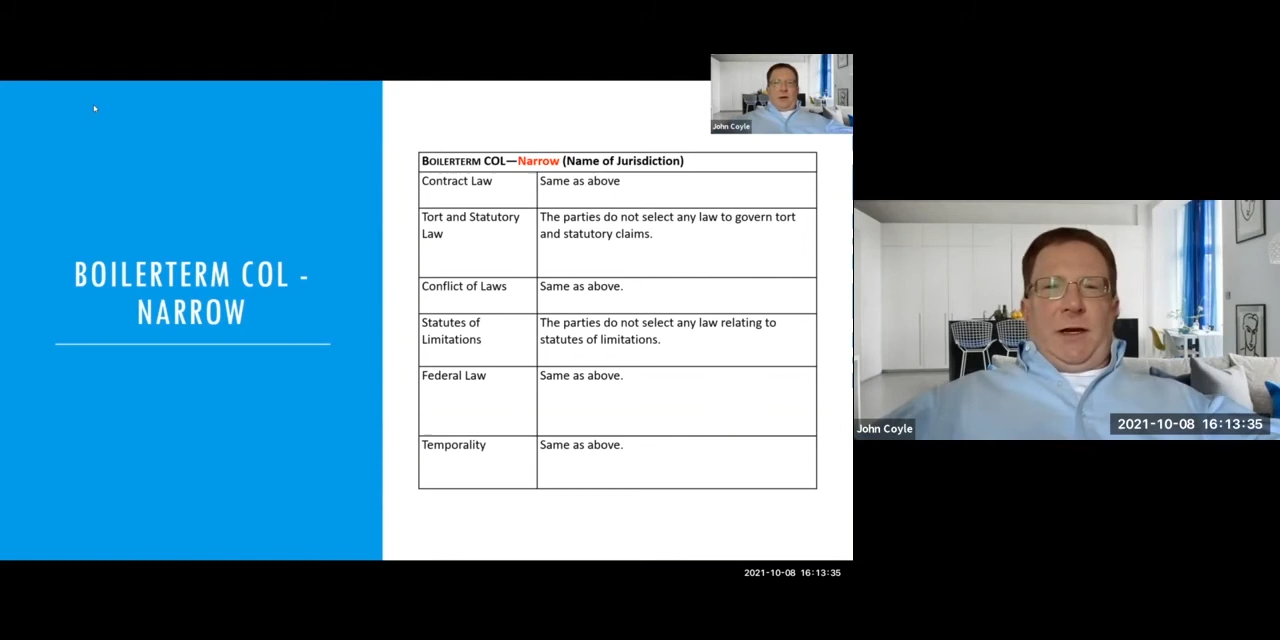 BOILERTERM COL -
NARROW
John Coyle
BOILERTERM COL—Narrow (Name of Jurisdiction)
Contract Law
Same as above
Tort and Statutory
Law
The parties do not select any law to govern tort
and statutory claims.
Conflict of Laws
Same as above.
Statutes of
Limitations
The parties do not select any law relating to
statutes of limitations.
Federal Law
Same as above.
Temporality
Same as above.
2021-10-08 16:13:35
John Coyle
2021-10-08 16:13:35